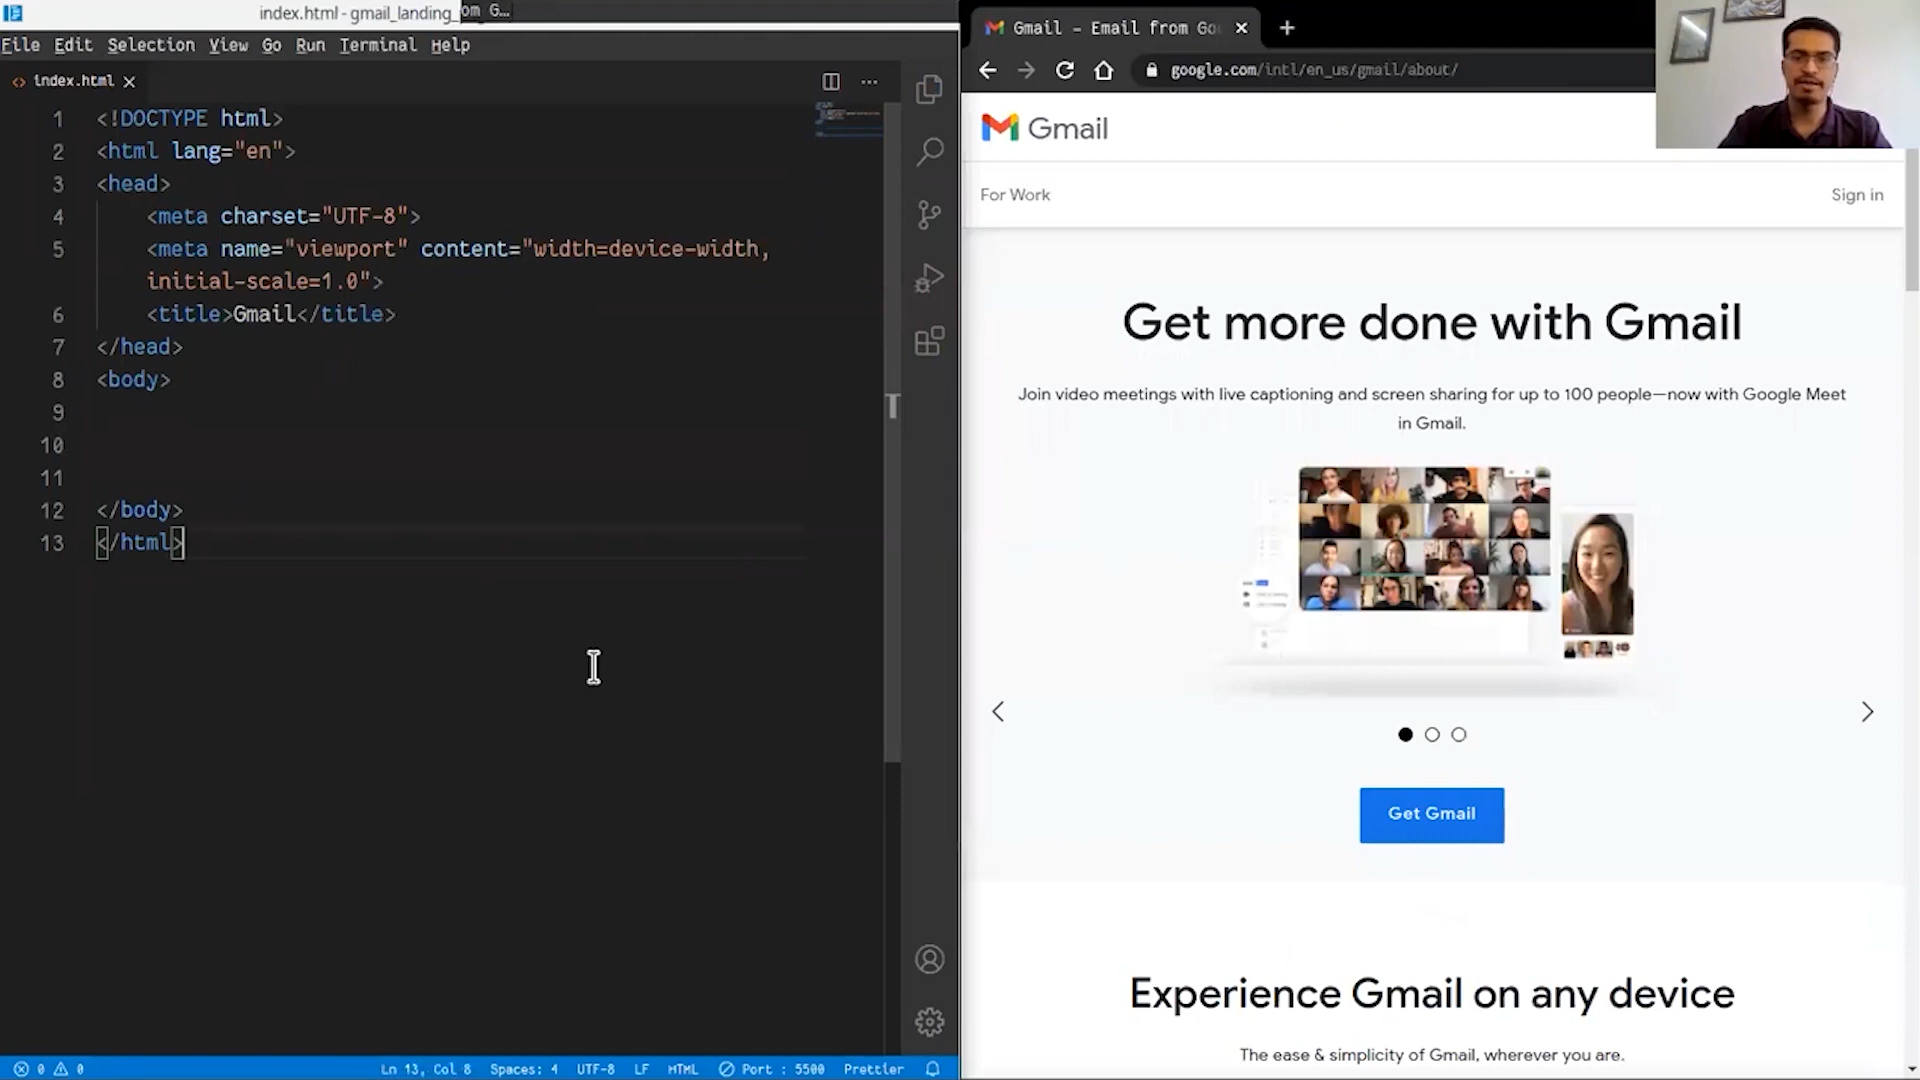 index.html - gmail_landing_
om G...
File Edit Selection View Go Run Terminal Help
index.html
1 <!DOCTYPE html>
2 <html lang="en">
3 <head>
4 <meta charset="UTF-8">
5 <meta name="viewport" content="width=device-width,
initial-scale=1.0">
6 <title>Gmail</title>
7 </head>
8 <body>
9
10
11
12 </body>
13 </html>
0 0 Ln 13, Col 8 Spaces: 4 UTF-8 LF HTML Port : 5500 Prettier
Gmail – Email from Go
google.com/intl/en_us/gmail/about/
Gmail
For Work
Sign in
Get more done with Gmail
Join video meetings with live captioning and screen sharing for up to 100 people—now with Google Meet
in Gmail.
Get Gmail
Experience Gmail on any device
The ease & simplicity of Gmail, wherever you are.